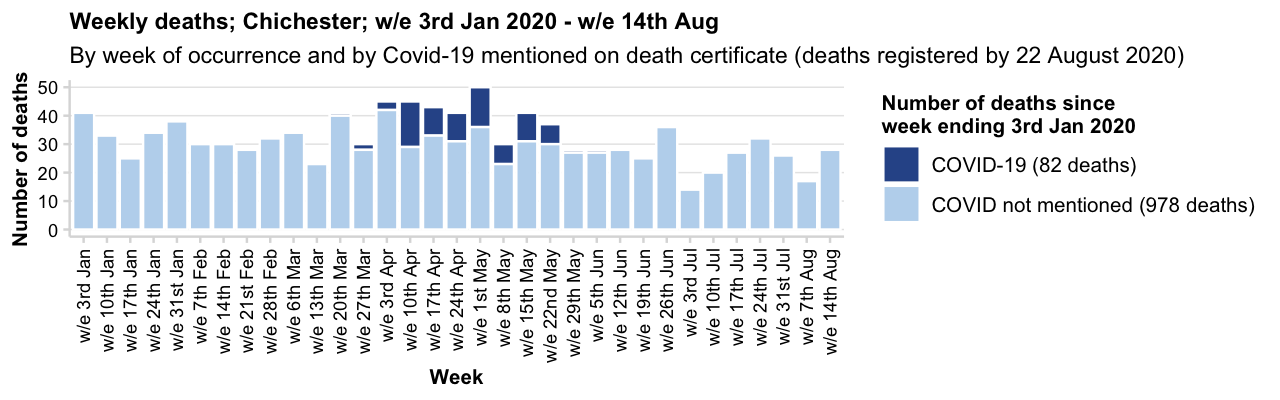 Weekly deaths; Chichester; w/e 3rd Jan 2020 - w/e 14th Aug
By week of occurrence and by Covid-19 mentioned on death certificate (deaths registered by 22 August 2020)
Number of deaths
50
40
30
20
10
0
w/e 3rd Jan
w/e 10th Jan
w/e 17th Jan
w/e 24th Jan
w/e 31st Jan
w/e 7th Feb
w/e 14th Feb
w/e 21st Feb
w/e 28th Feb
w/e 6th Mar
w/e 13th Mar
w/e 20th Mar
w/e 27th Mar
w/e 3rd Apr
w/e 10th Apr
w/e 17th Apr
w/e 24th Apr
w/e 1st May
w/e 8th May
w/e 15th May
w/e 22nd May
w/e 29th May
w/e 5th Jun
w/e 12th Jun
w/e 19th Jun
w/e 26th Jun
w/e 3rd Jul
w/e 10th Jul
w/e 17th Jul
w/e 24th Jul
w/e 31st Jul
w/e 7th Aug
w/e 14th Aug
Week
Number of deaths since
week ending 3rd Jan 2020
COVID-19 (82 deaths)
COVID not mentioned (978 deaths)